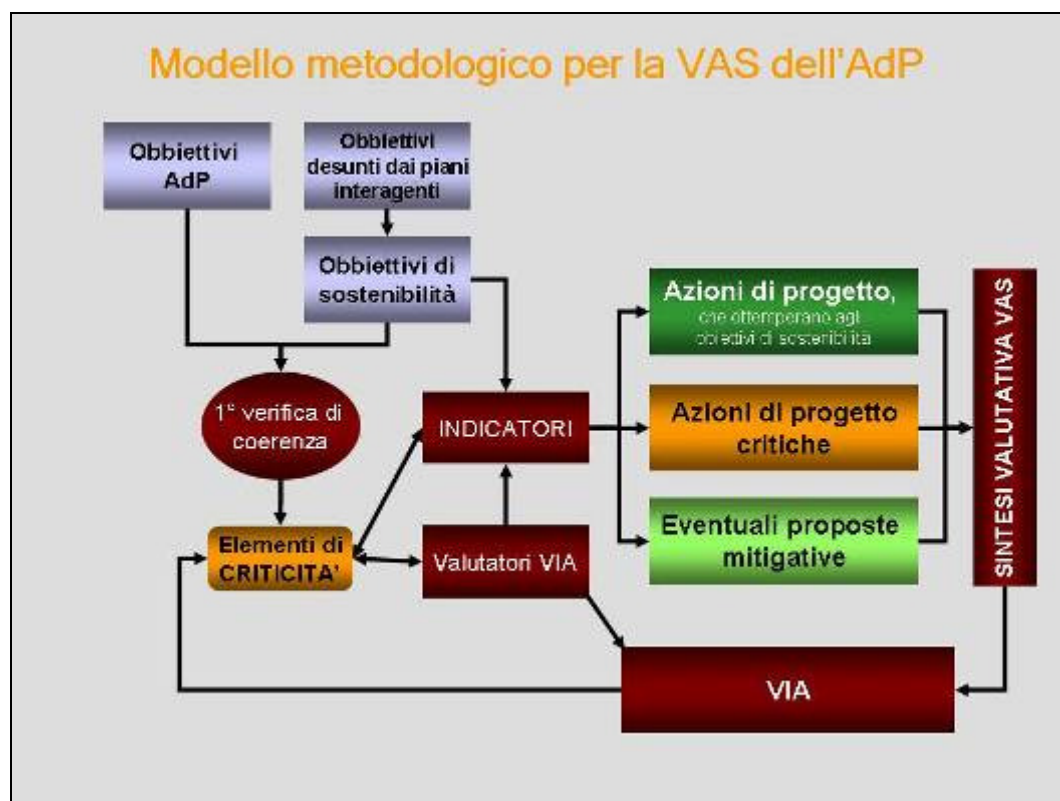 Modello metodologico per la VAS dell'AdP
Obbiettivi
AdP
Obbiettivi
desunti dai piani
interagenti
Obbiettivi di
sostenibilità
Azioni di progetto,
che ottemperano agli
obiettivi di sostenibilità
1° verifica di
coerenza
INDICATORI
Azioni di progetto
critiche
SINTESI VALUTATIVA VAS
Elementi di
CRITICITA'
Valutatori VIA
Eventuali proposte
mitigative
VIA